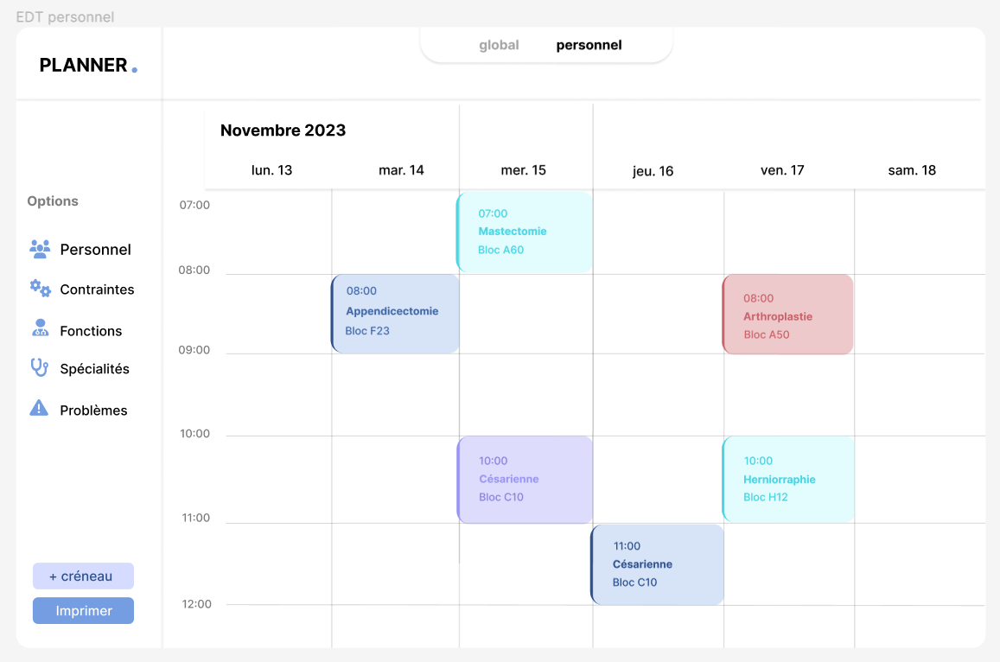 EDT personnel
PLANNER.
global
personnel
Novembre 2023
lun. 13
mar. 14
mer. 15
jeu. 16
ven. 17
sam. 18
Options
Personnel
Contraintes
Fonctions
Spécialités
Problèmes
+ créneau
Imprimer
07:00
08:00
09:00
10:00
11:00
12:00
08:00
Appendicectomie
Bloc F23
07:00
Mastectomie
Bloc A60
10:00
Césarienne
Bloc C10
11:00
Césarienne
Bloc C10
08:00
Arthroplastie
Bloc A50
10:00
Herniorraphie
Bloc H12